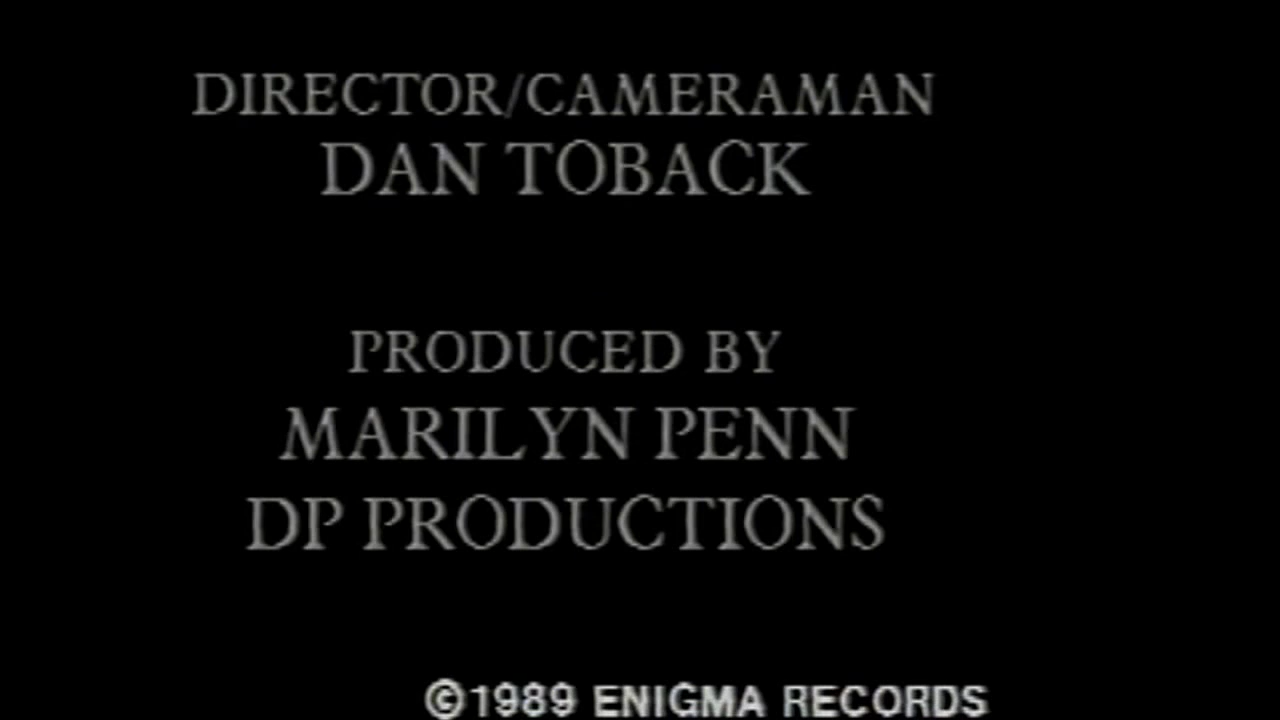 DIRECTOR/CAMERAMAN
DAN TOBACK
PRODUCED BY
MARILYN PENN
DP PRODUCTIONS
©1989 ENIGMA RECORDS